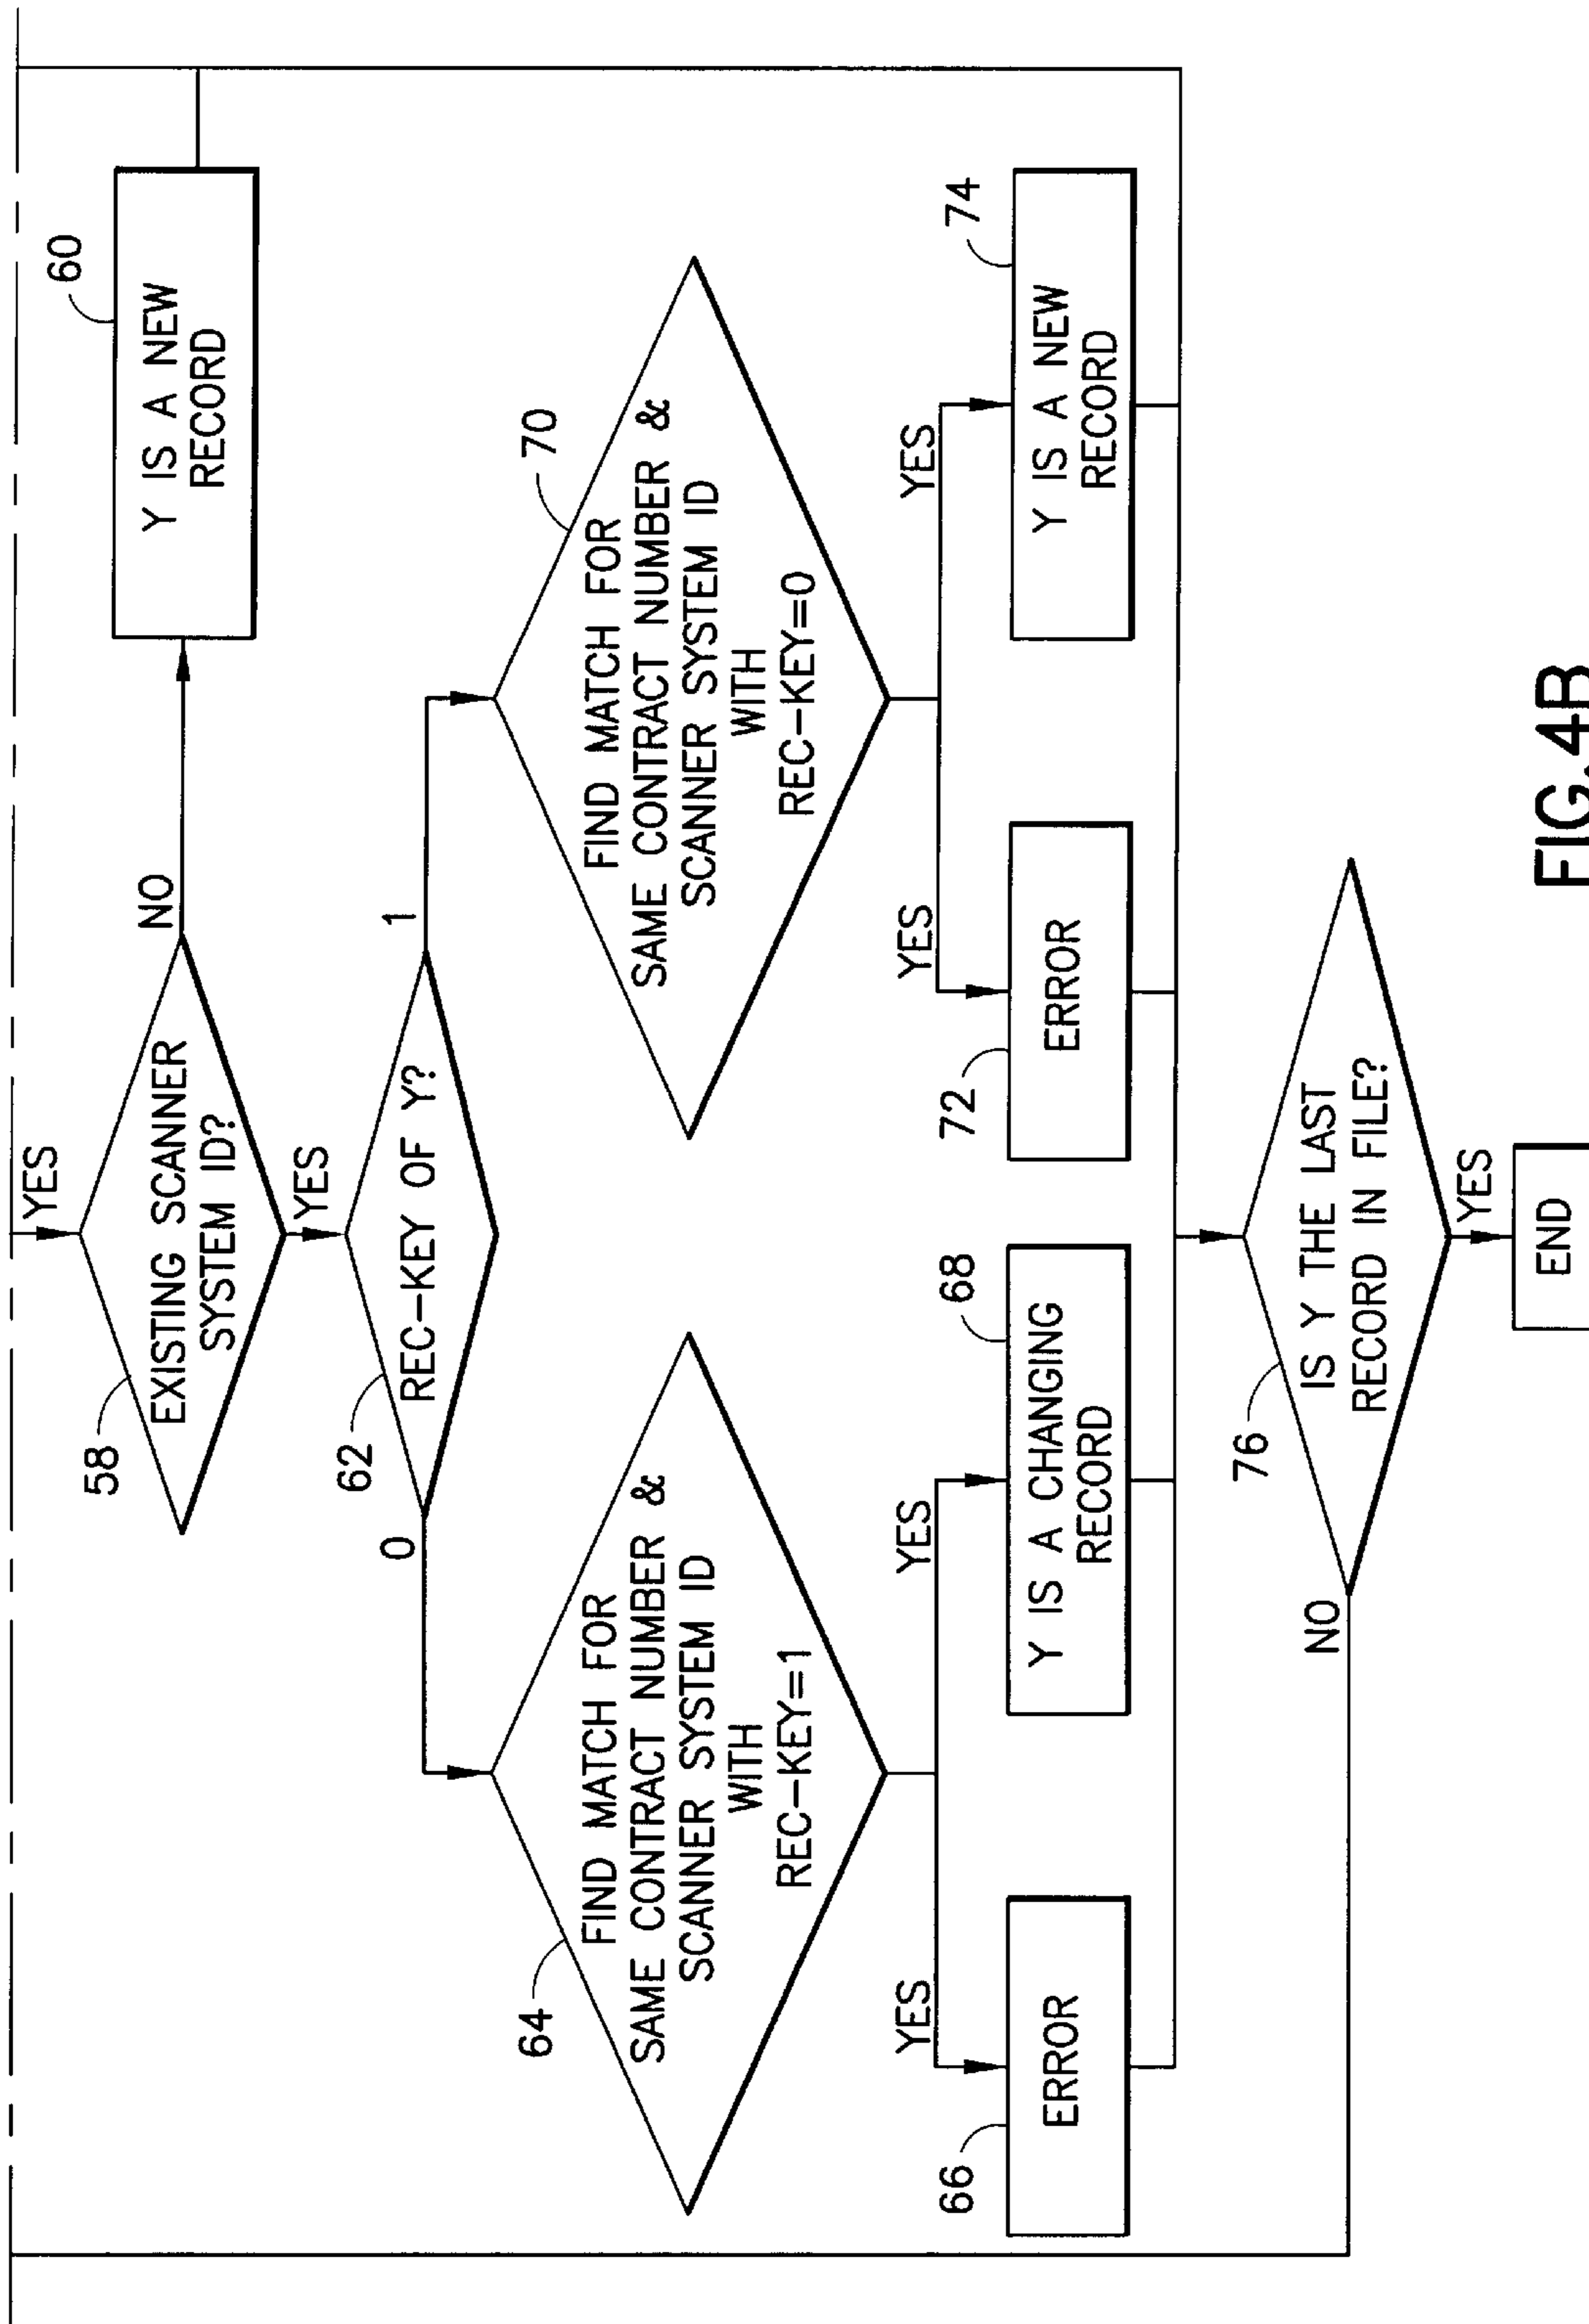 YES
58
EXISTING SCANNER
SYSTEM ID?
NO
60
Y IS A NEW
RECORD
YES
62
REC-KEY OF Y?
0
1
64
FIND MATCH FOR
SAME CONTRACT NUMBER &
SCANNER SYSTEM ID
WITH
REC-KEY=1
70
FIND MATCH FOR
SAME CONTRACT NUMBER &
SCANNER SYSTEM ID
WITH
REC-KEY=0
YES
YES
YES
YES
66
ERROR
68
Y IS A CHANGING
RECORD
72
ERROR
74
Y IS A NEW
RECORD
76
IS Y THE LAST
RECORD IN FILE?
NO
YES
END
FIG.4B